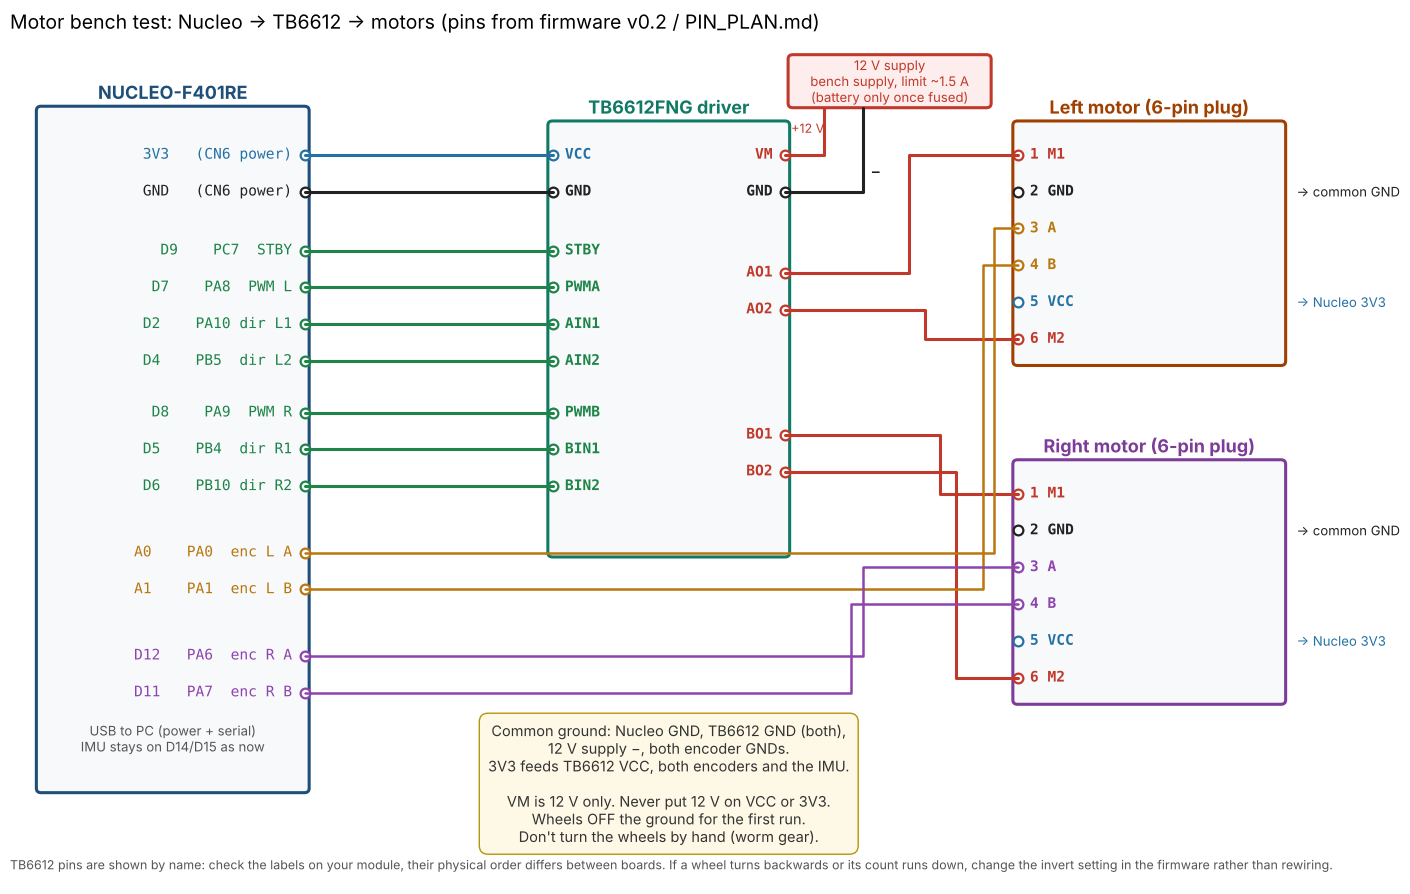 Motor bench test: Nucleo → TB6612 → motors (pins from firmware v0.2 / PIN_PLAN.md)
12 V supply
bench supply, limit ~1.5 A
(battery only once fused)
+12 V
−
NUCLEO-F401RE
3V3 (CN6 power)
GND (CN6 power)
D9 PC7 STBY
D7 PA8 PWM L
D2 PA10 dir L1
D4 PB5 dir L2
D8 PA9 PWM R
D5 PB4 dir R1
D6 PB10 dir R2
A0 PA0 enc L A
A1 PA1 enc L B
D12 PA6 enc R A
D11 PA7 enc R B
USB to PC (power + serial)
IMU stays on D14/D15 as now
TB6612FNG driver
VCC
GND
STBY
PWMA
AIN1
AIN2
PWMB
BIN1
BIN2
VM
GND
AO1
AO2
BO1
BO2
Left motor (6-pin plug)
1 M1
2 GND → common GND
3 A
4 B
5 VCC → Nucleo 3V3
6 M2
Right motor (6-pin plug)
1 M1
2 GND → common GND
3 A
4 B
5 VCC → Nucleo 3V3
6 M2
Common ground: Nucleo GND, TB6612 GND (both),
12 V supply −, both encoder GNDs.
3V3 feeds TB6612 VCC, both encoders and the IMU.
VM is 12 V only. Never put 12 V on VCC or 3V3.
Wheels OFF the ground for the first run.
Don't turn the wheels by hand (worm gear).
TB6612 pins are shown by name: check the labels on your module, their physical order differs between boards. If a wheel turns backwards or its count runs down, change the invert setting in the firmware rather than rewiring.